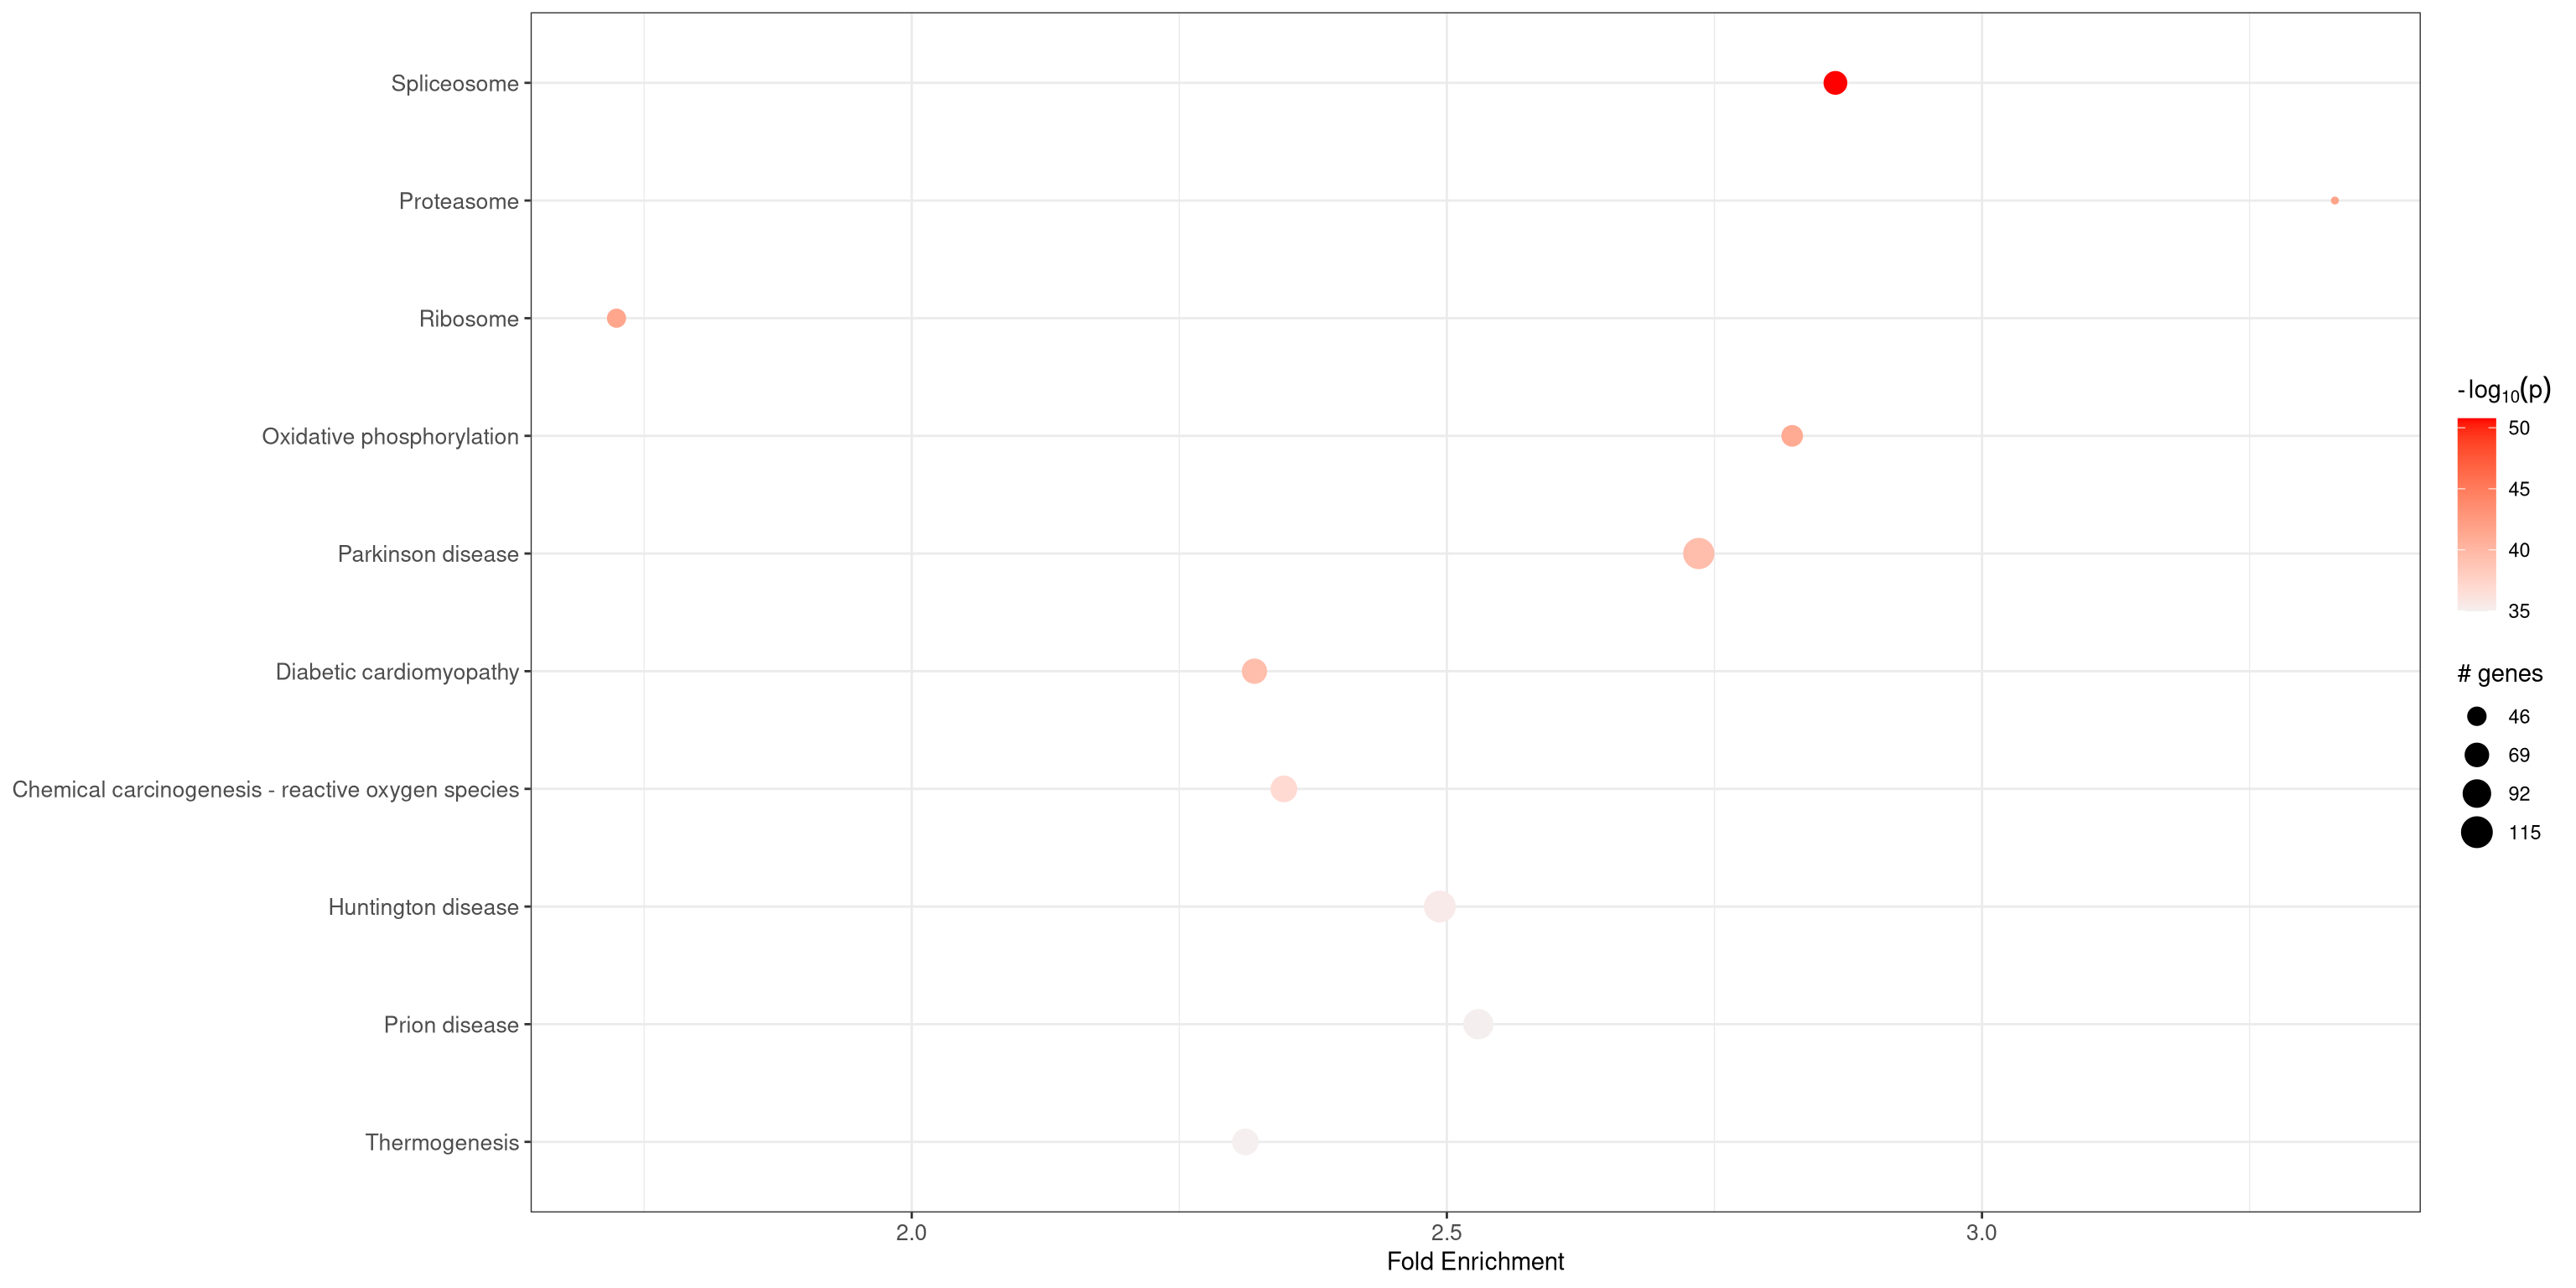 Spliceosome
Proteasome
Ribosome
Oxidative phosphorylation
Parkinson disease
Diabetic cardiomyopathy
Chemical carcinogenesis - reactive oxygen species
Huntington disease
Prion disease
Thermogenesis
2.0 2.5 3.0
Fold Enrichment
-log₁₀(p)
50
45
40
35
# genes
46
69
92
115